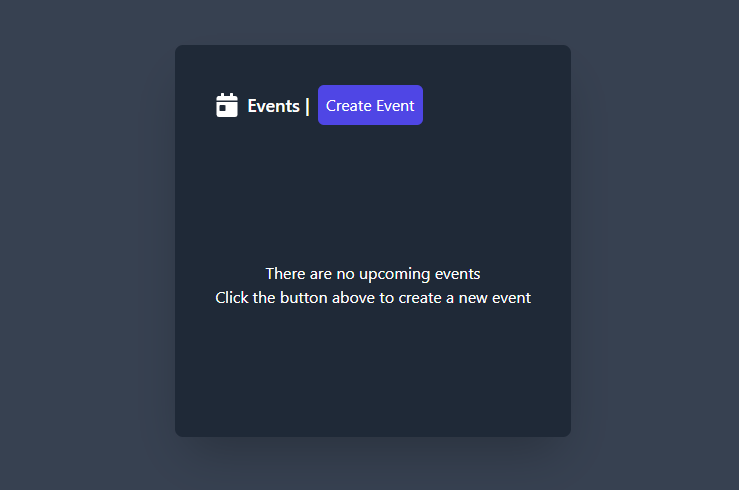 Events | Create Event
There are no upcoming events
Click the button above to create a new event